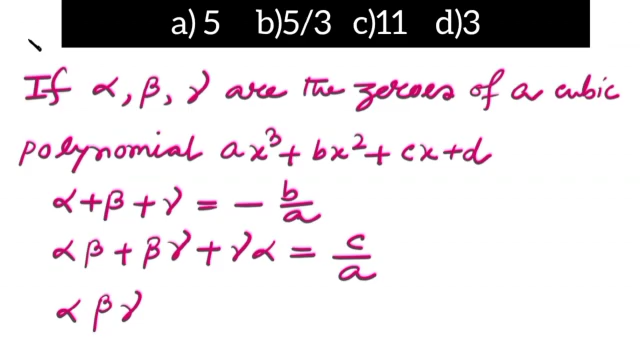 a) 5 b)5/3 c)11 d)3
If α, β, γ are the zeroes of a cubic
polynomial ax³+ bx²+ cx+d
α+β+γ = - b/a
αβ+βγ+γα = c/a
αβγ